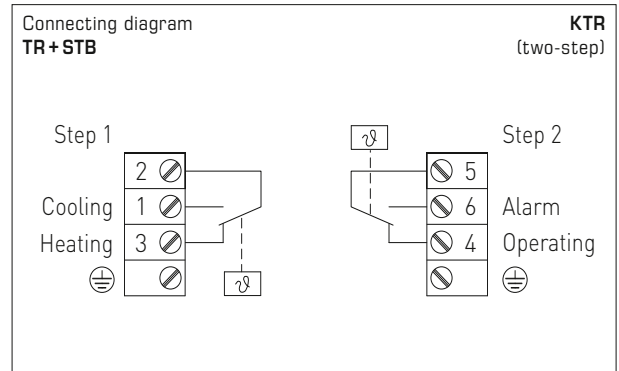 Connecting diagram
TR + STB
KTR
(two-step)
Step 1
2
Cooling 1
Heating 3
ϑ
ϑ
Step 2
5
6 Alarm
4 Operating